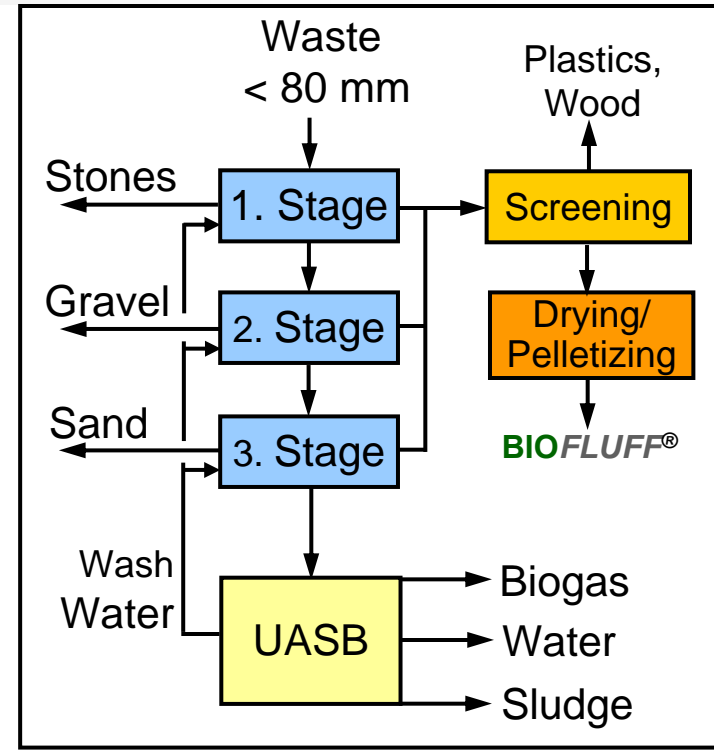 Waste
< 80 mm
Plastics,
Wood
Stones
1. Stage
Screening
Gravel
2. Stage
Drying/
Pelletizing
Sand
3. Stage
BIOFLUFF®
Wash
Water
UASB
Biogas
Water
Sludge